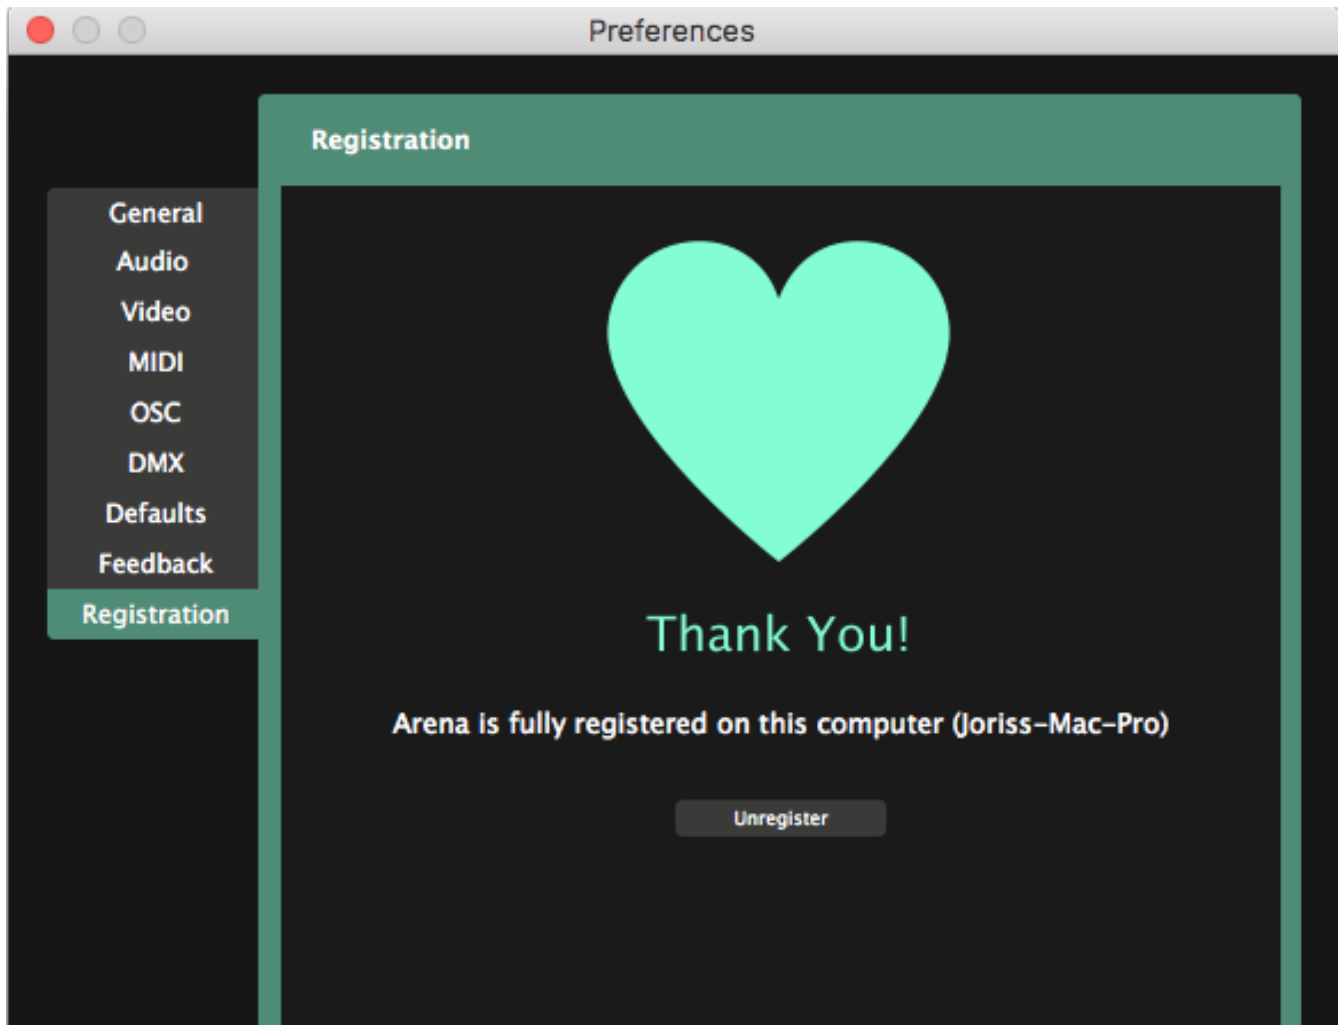 Preferences
Registration
General
Audio
Video
MIDI
OSC
DMX
Defaults
Feedback
Registration
Thank You!
Arena is fully registered on this computer (Joriss-Mac-Pro)
Unregister